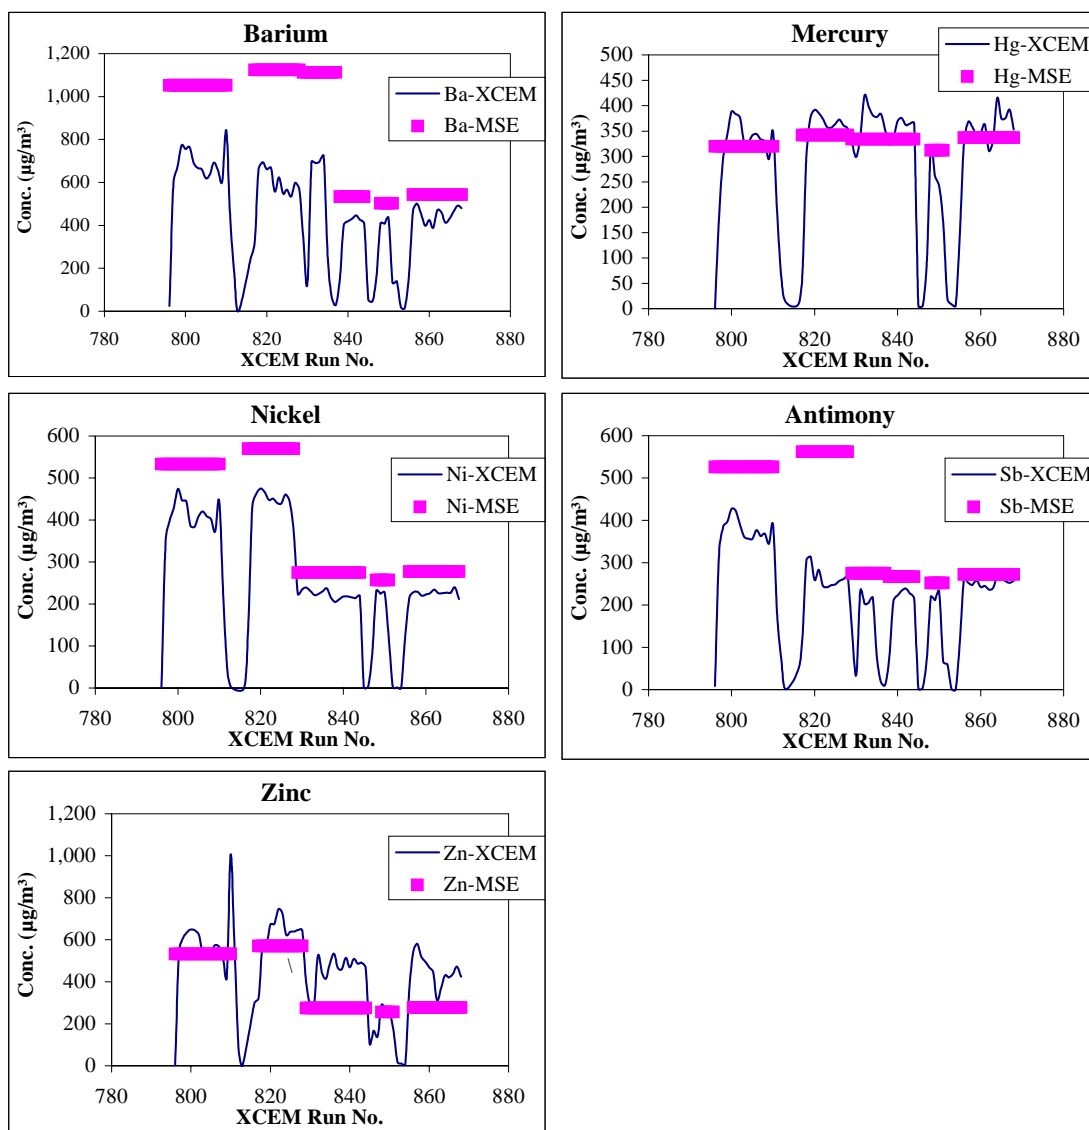 Barium
1,200
1,000
800
600
400
200
0
780 800 820 840 860 880
XCEM Run No.
Conc. (µg/m³)
Ba-XCEM
Ba-MSE
Mercury
500
450
400
350
300
250
200
150
100
50
0
780 800 820 840 860 880
XCEM Run No.
Conc. (µg/m³)
Hg-XCEM
Hg-MSE
Nickel
600
500
400
300
200
100
0
780 800 820 840 860 880
XCEM Run No.
Conc. (µg/m³)
Ni-XCEM
Ni-MSE
Antimony
600
500
400
300
200
100
0
780 800 820 840 860 880
XCEM Run No.
Conc. (µg/m³)
Sb-XCEM
Sb-MSE
Zinc
1,200
1,000
800
600
400
200
0
780 800 820 840 860 880
XCEM Run No.
Conc. (µg/m³)
Zn-XCEM
Zn-MSE